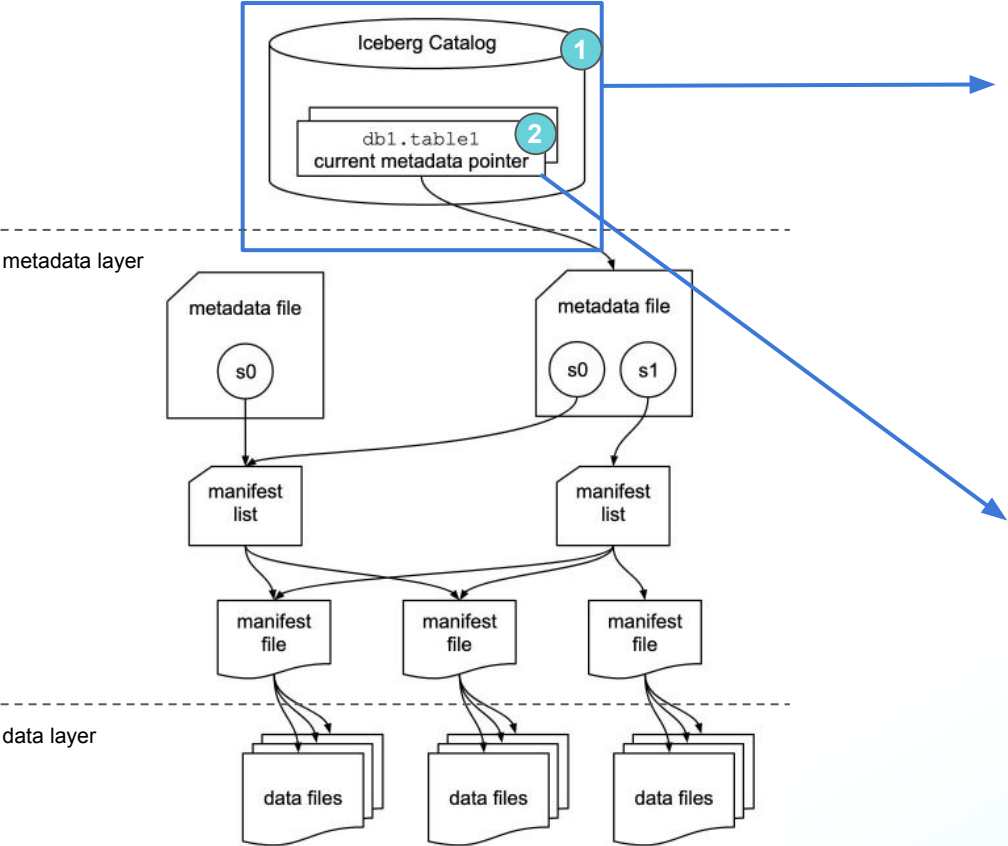 Iceberg Catalog
1
db1.table1
2
current metadata pointer
metadata layer
metadata file
s0
metadata file
s0
s1
manifest
list
manifest
list
manifest
file
manifest
file
manifest
file
data layer
data files
data files
data files